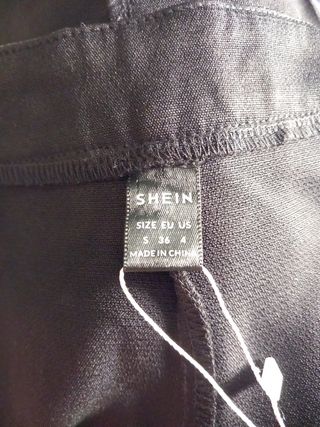 SHEIN
SIZE EU US
S 36 4
MADE IN CHINA